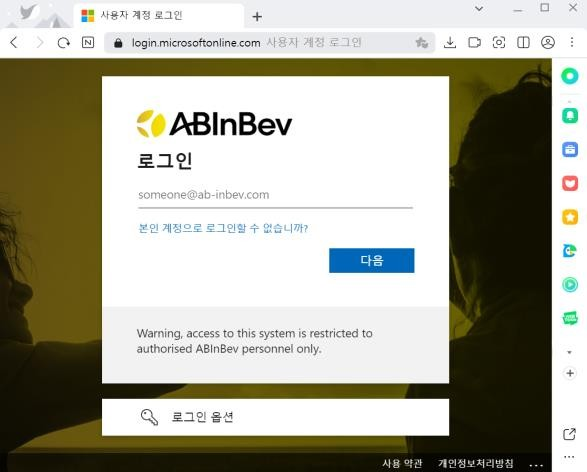 사용자 계정 로그인
login.microsoftonline.com 사용자 계정 로그인
ABInBev
로그인
someone@ab-inbev.com
본인 계정으로 로그인할 수 없습니까?
다음
Warning, access to this system is restricted to
authorised ABInBev personnel only.
로그인 옵션
사용 약관 개인정보처리방침 ...